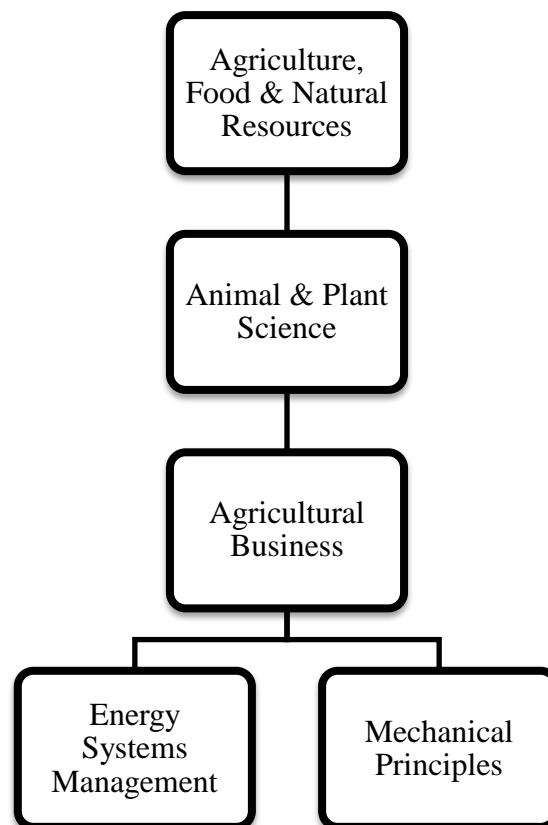 Agriculture,
Food & Natural
Resources
Animal & Plant
Science
Agricultural
Business
Energy
Systems
Management
Mechanical
Principles